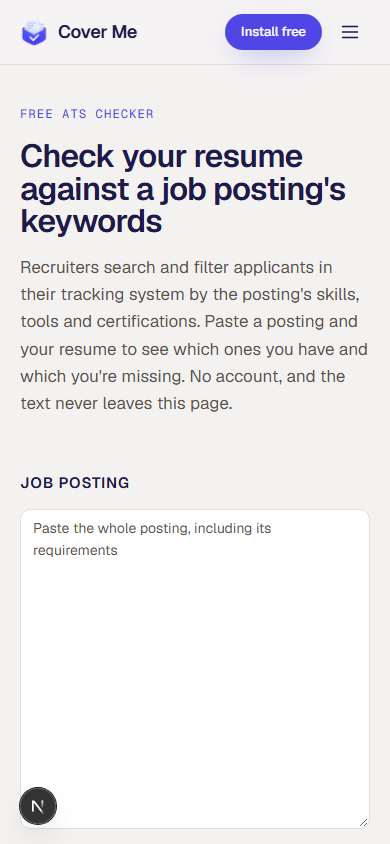 Cover Me
Install free
FREE ATS CHECKER
Check your resume
against a job posting's
keywords
Recruiters search and filter applicants in
their tracking system by the posting's skills,
tools and certifications. Paste a posting and
your resume to see which ones you have and
which you're missing. No account, and the
text never leaves this page.
JOB POSTING
Paste the whole posting, including its
requirements
N